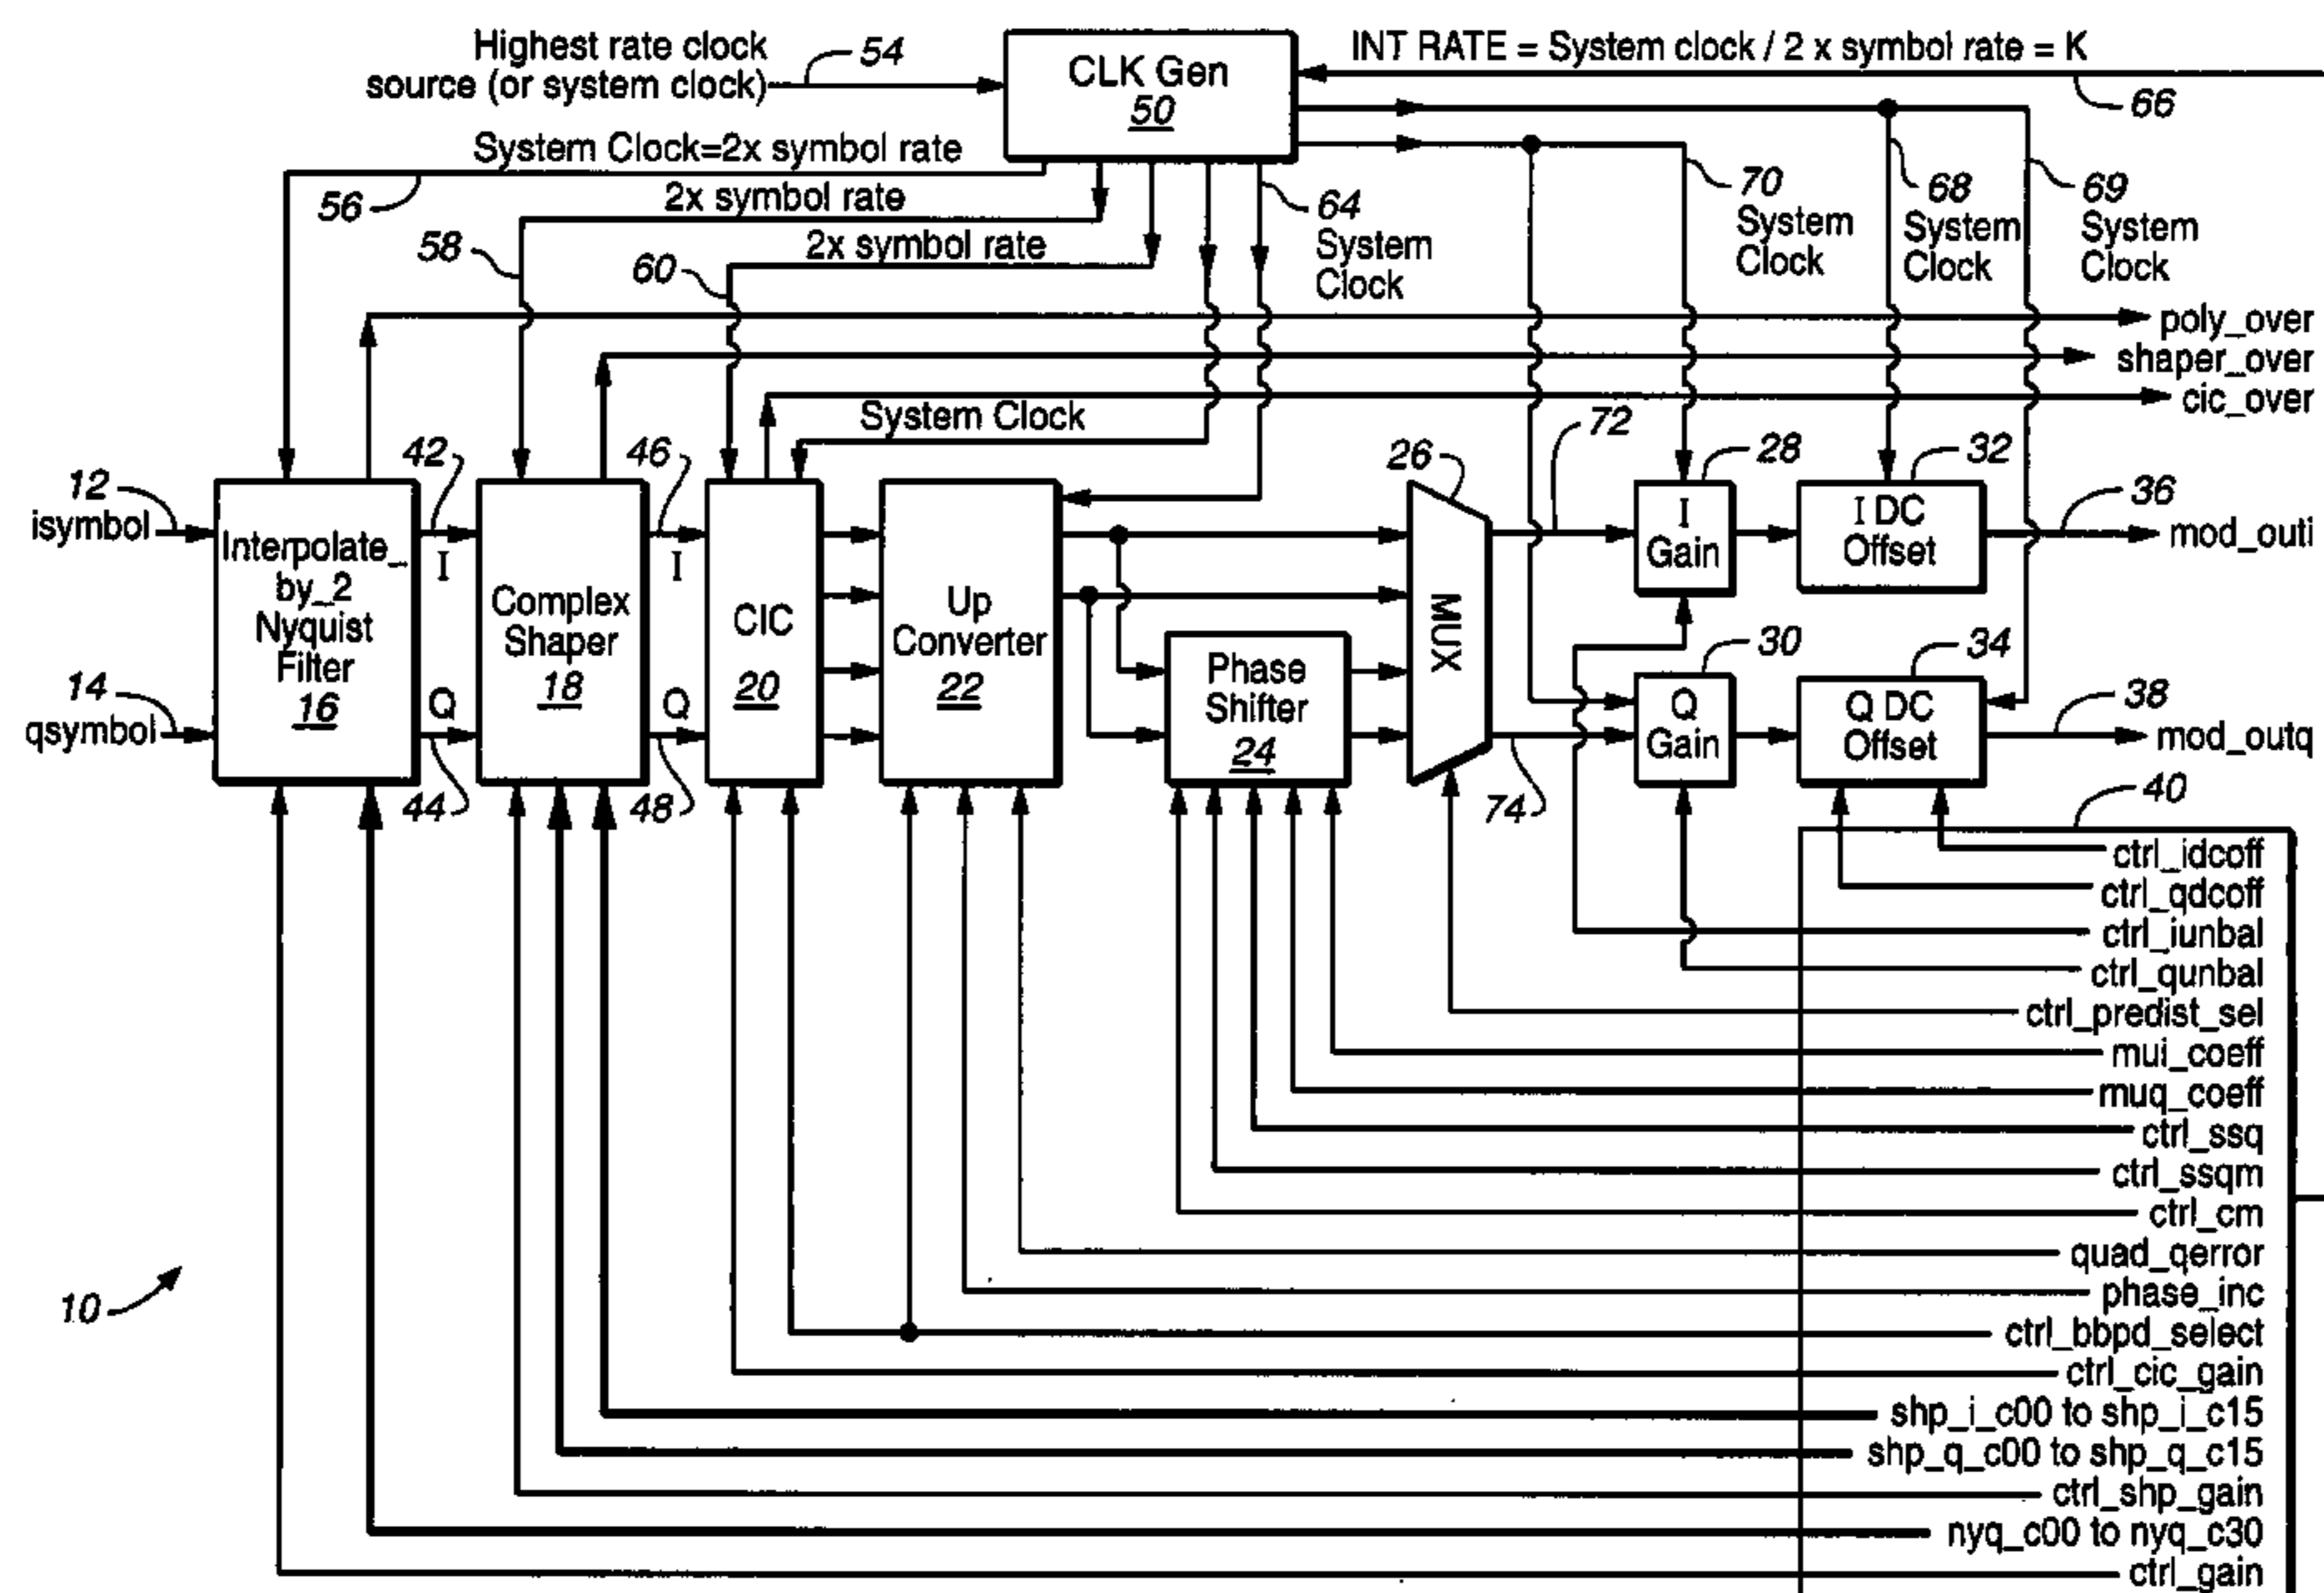 Highest rate clock
source (or system clock)
54
CLK Gen
50
INT RATE = System clock / 2 x symbol rate = K
66
System Clock=2x symbol rate
56
2x symbol rate
58
2x symbol rate
60
64
System
Clock
70
System
Clock
68
System
Clock
69
System
Clock
poly_over
shaper_over
cic_over
System Clock
12
isymbol
14
qsymbol
Interpolate_
by_2
Nyquist
Filter
16
42
I
Q
44
Complex
Shaper
18
46
I
Q
48
CIC
20
Up
Converter
22
Phase
Shifter
24
26
MUX
72
74
28
I
Gain
30
Q
Gain
32
I DC
Offset
34
Q DC
Offset
36
mod_outi
38
mod_outq
40
ctrl_idcoff
ctrl_qdcoff
ctrl_iunbal
ctrl_qunbal
ctrl_predist_sel
mui_coeff
muq_coeff
ctrl_ssq
ctrl_ssqm
ctrl_cm
quad_qerror
phase_inc
ctrl_bbpd_select
ctrl_cic_gain
shp_i_c00 to shp_i_c15
shp_q_c00 to shp_q_c15
ctrl_shp_gain
nyq_c00 to nyq_c30
ctrl_gain
10